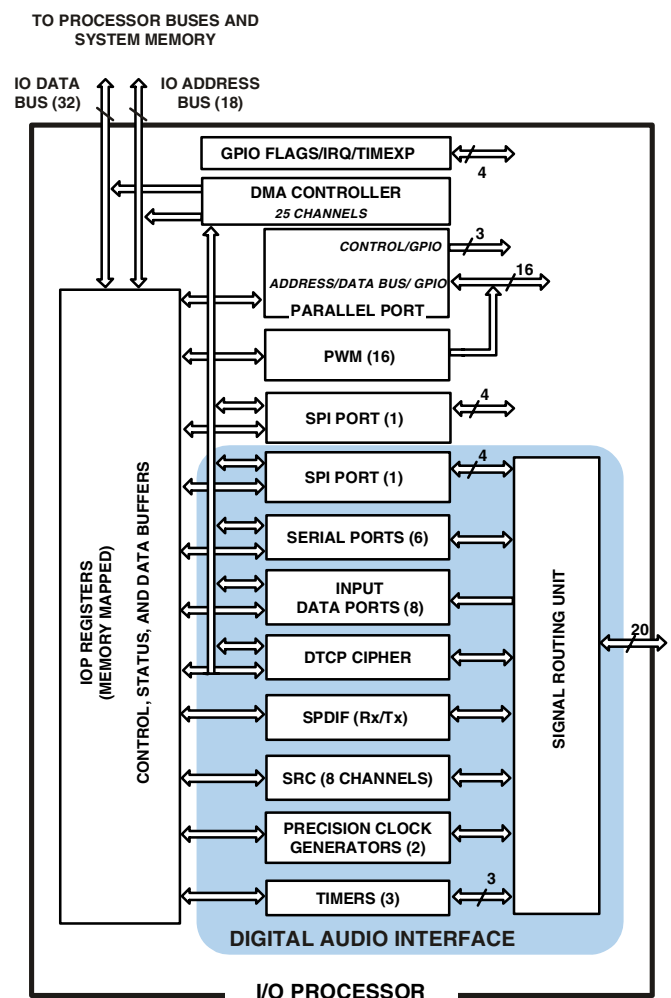 TO PROCESSOR BUSES AND
SYSTEM MEMORY
IO DATA
BUS (32)
IO ADDRESS
BUS (18)
GPIO FLAGS/IRQ/TIMEXP
4
DMA CONTROLLER
25 CHANNELS
CONTROL/GPIO
3
ADDRESS/DATA BUS/ GPIO
16
PARALLEL PORT
PWM (16)
SPI PORT (1)
4
SPI PORT (1)
4
SERIAL PORTS (6)
INPUT
DATA PORTS (8)
DTCP CIPHER
SPDIF (Rx/Tx)
SRC (8 CHANNELS)
PRECISION CLOCK
GENERATORS (2)
TIMERS (3)
3
IOP REGISTERS
(MEMORY MAPPED)
CONTROL, STATUS, AND DATA BUFFERS
SIGNAL ROUTING UNIT
20
DIGITAL AUDIO INTERFACE
I/O PROCESSOR